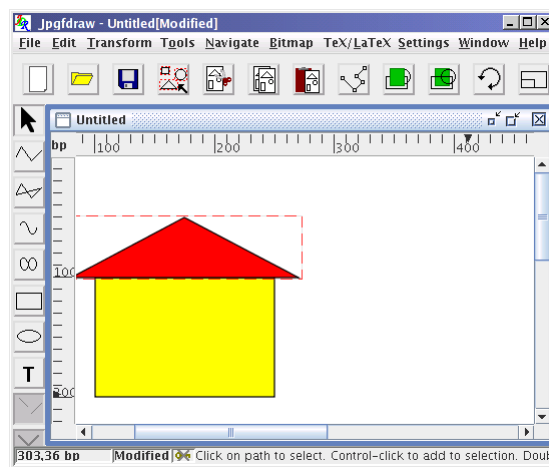 Jpgfdraw - Untitled[Modified]
File Edit Transform Tools Navigate Bitmap TeX/LaTeX Settings Window Help
Untitled
bp 100 200 300 400
100
200
T
303,36 bp Modified Click on path to select. Control-click to add to selection. Doub